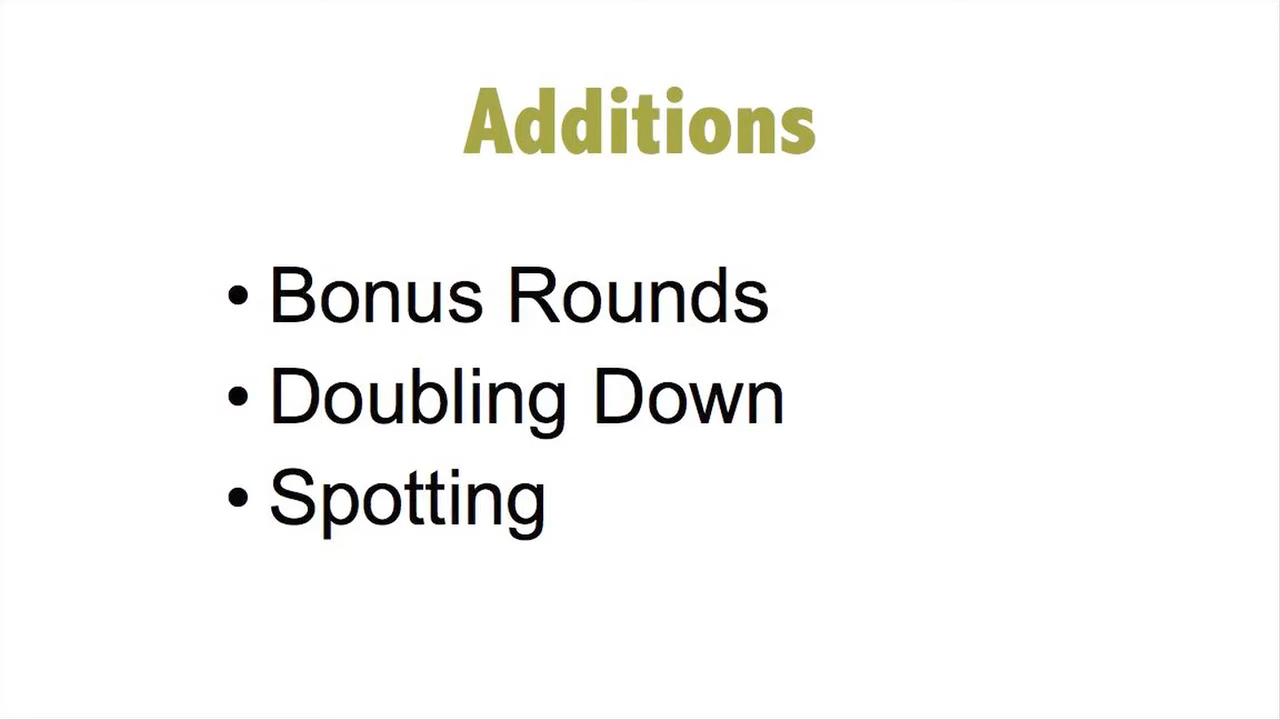 Additions
• Bonus Rounds
• Doubling Down
• Spotting